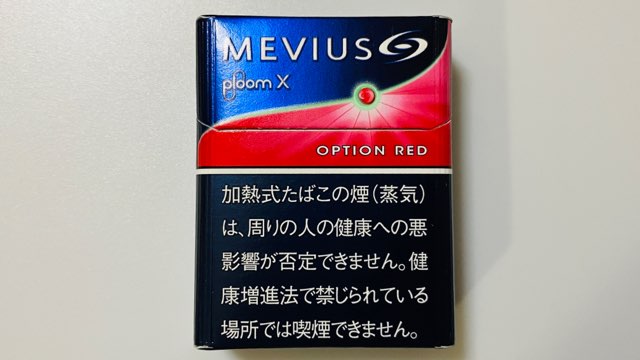 MEVIUS
ploom X
OPTION RED
加熱式たばこの煙(蒸気)
は、周りの人の健康への悪
影響が否定できません。健
康増進法で禁じられている
場所では喫煙できません。